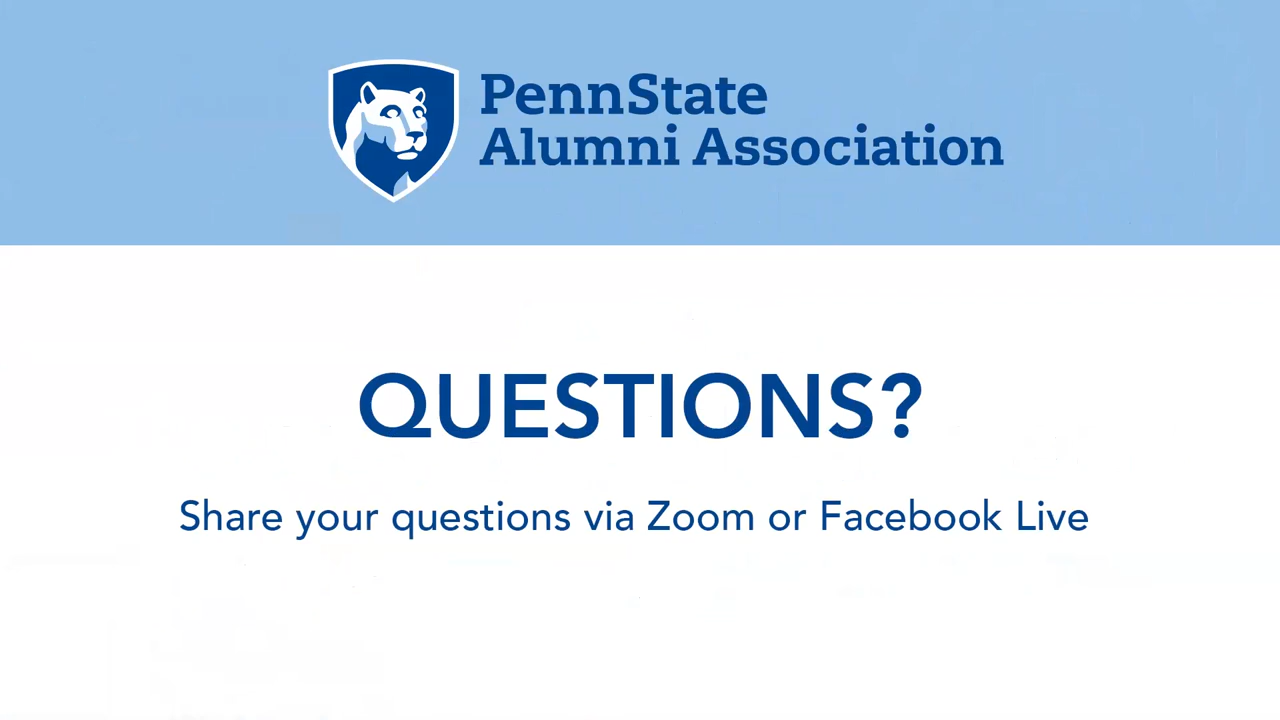 PennState
Alumni Association
QUESTIONS?
Share your questions via Zoom or Facebook Live